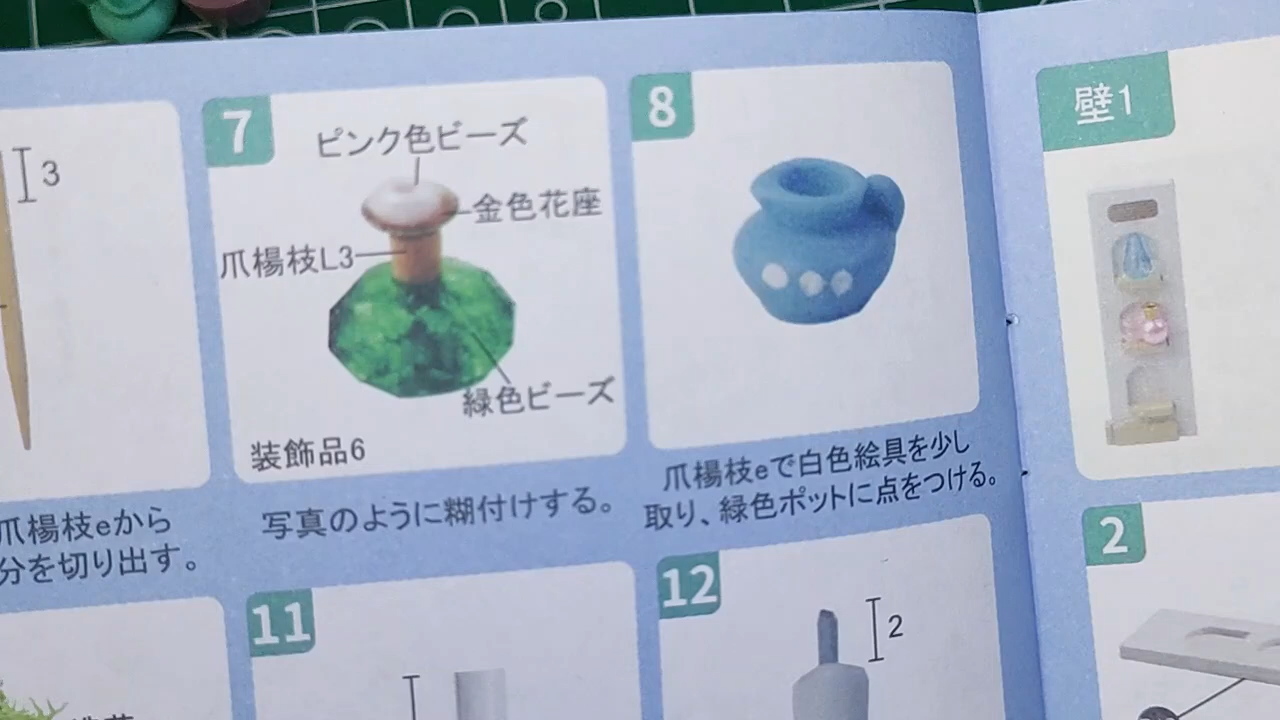 3
7
ピンク色ビーズ
金色花座
爪楊枝L3
緑色ビーズ
装飾品6
写真のように糊付けする。
8
爪楊枝eで白色絵具を少し
取り、緑色ポットに点をつける。
壁1
爪楊枝eから
分を切り出す。
11
12
2
2